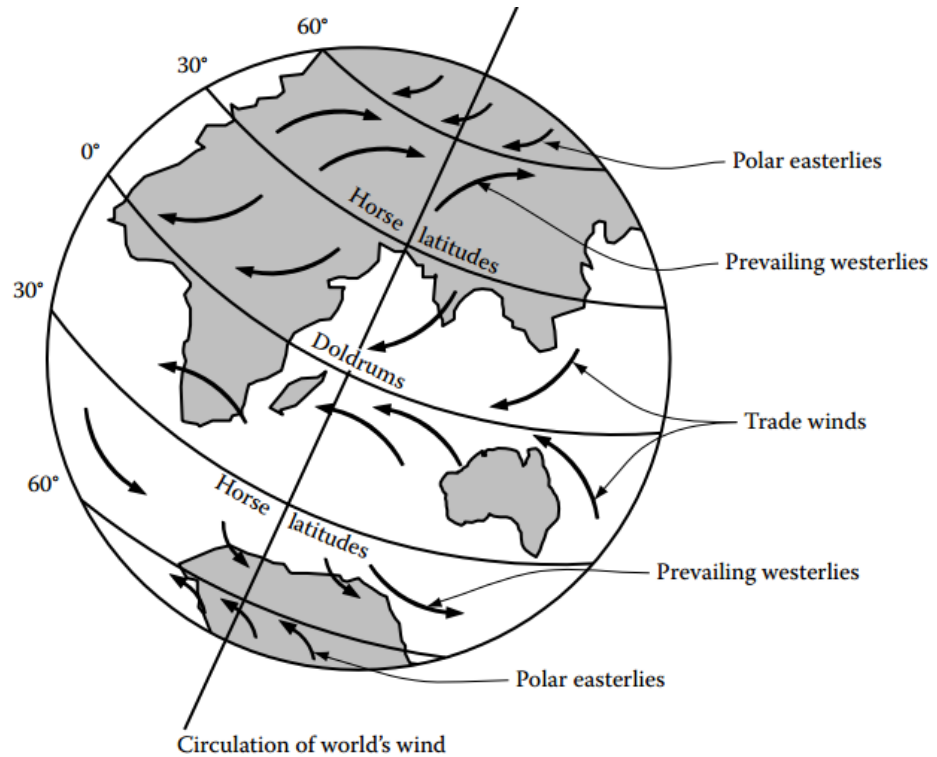 60°
30°
0°
30°
60°
Polar easterlies
Horse latitudes
Prevailing westerlies
Doldrums
Trade winds
Horse latitudes
Prevailing westerlies
Polar easterlies
Circulation of world's wind